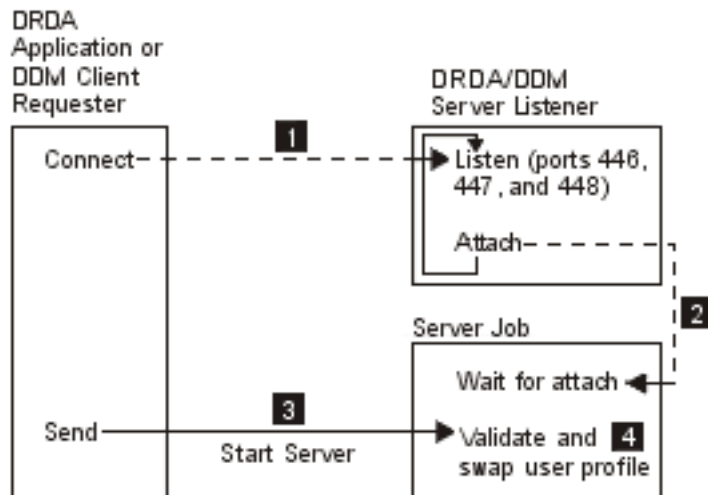 DRDA
Application or
DDM Client
Requester
DRDA/DDM
Server Listener
1
Connect
Listen (ports 446,
447, and 448)
Attach
2
Server Job
Wait for attach
3
Send
Start Server
Validate and 4
swap user profile